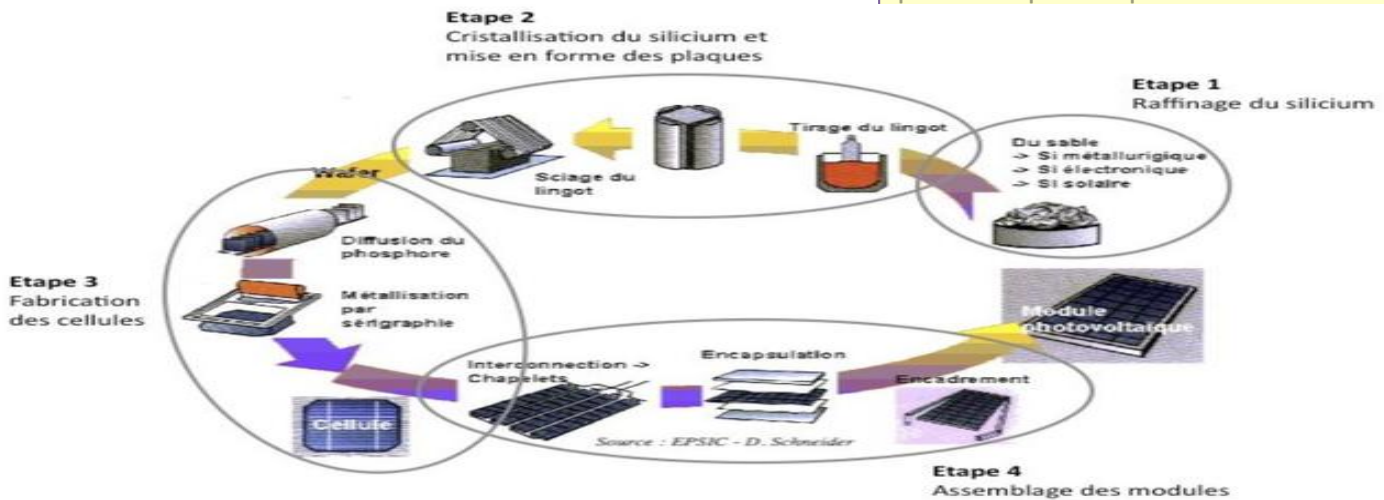 Etape 2
Cristallisation du silicium et
mise en forme des plaques
Etape 1
Raffinage du silicium
Du sable
-> Si métallurigique
-> Si électronique
-> Si solaire
Tirage du lingot
Sciage du
lingot
Wafer
Diffusion du
phosphore
Etape 3
Fabrication
des cellules
Métallisation
par
sérigraphie
Cellule
Interconnection ->
Chapelets
Encapsulation
Encadrement
Module
photovoltaïque
Source : EPSIC - D. Schneider
Etape 4
Assemblage des modules